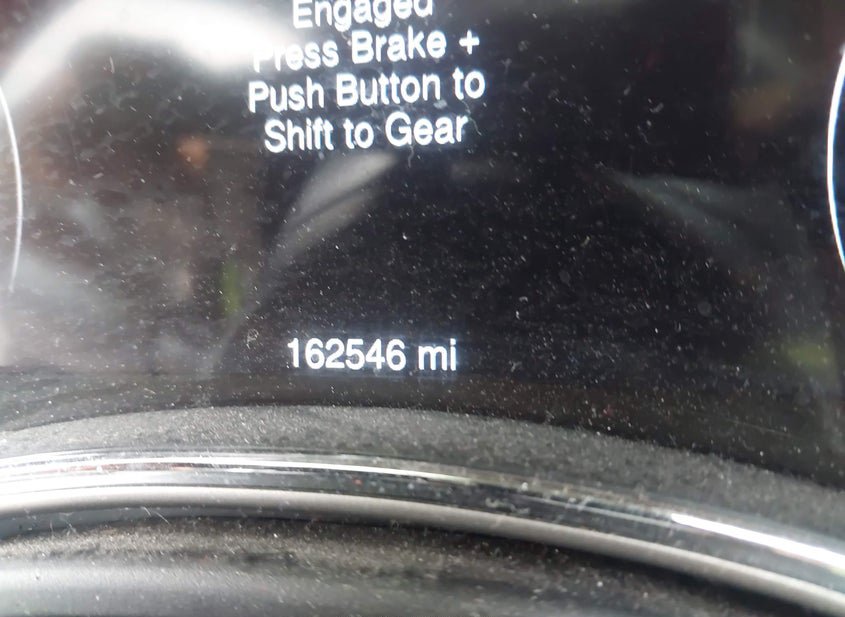 Engaged
Press Brake +
Push Button to
Shift to Gear
162546 mi